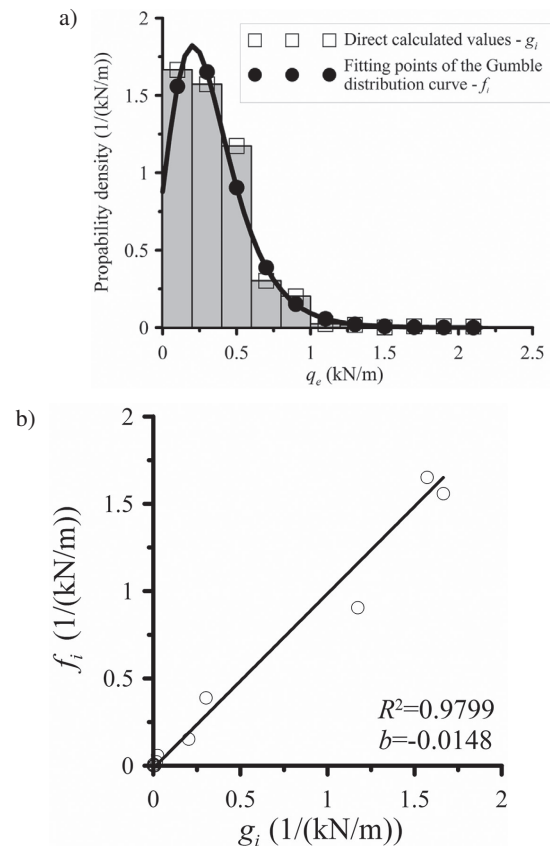 a)
Propability density (1/(kN/m))
2
1.5
1
0.5
0
Direct calculated values - gᵢ
Fitting points of the Gumble
distribution curve - fᵢ
0 0.5 1 1.5 2 2.5
qₑ (kN/m)
b)
fᵢ (1/(kN/m))
2
1.5
1
0.5
0
R²=0.9799
b=-0.0148
0 0.5 1 1.5 2
gᵢ (1/(kN/m))